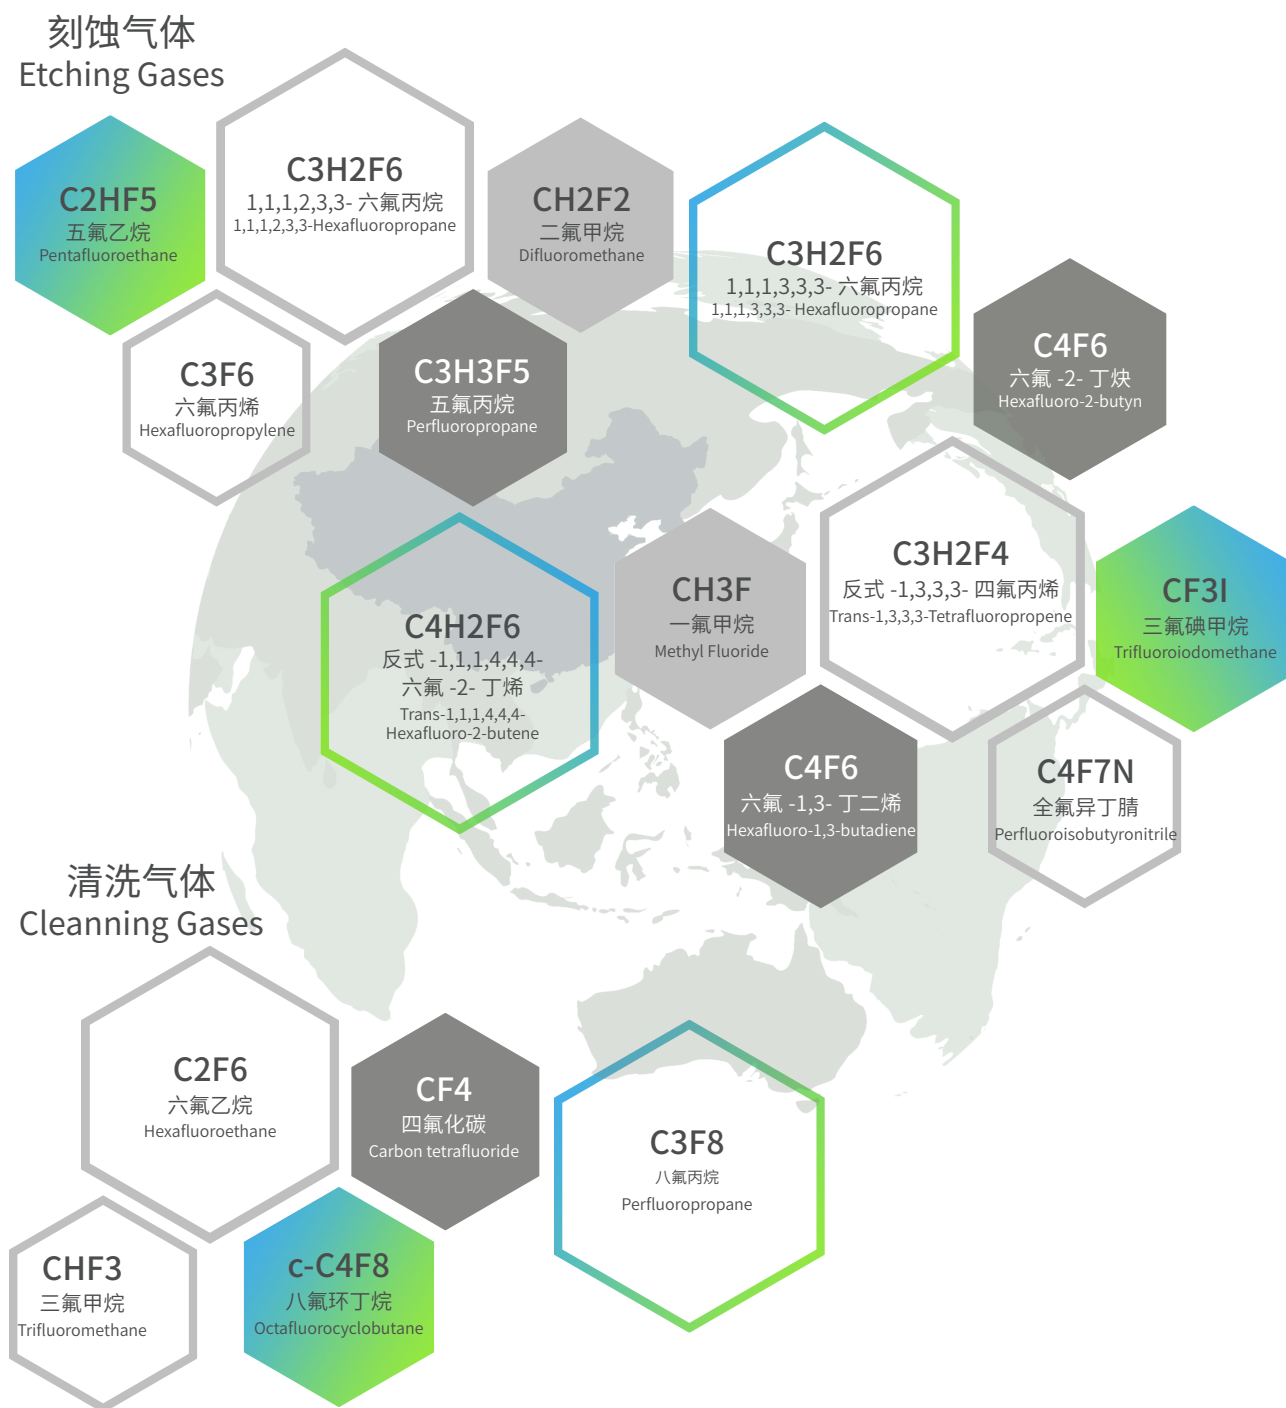 刻蚀气体
Etching Gases
C2HF5
五氟乙烷
Pentafluoroethane
C3H2F6
1,1,1,2,3,3- 六氟丙烷
1,1,1,2,3,3-Hexafluoropropane
CH2F2
二氟甲烷
Difluoromethane
C3H2F6
1,1,1,3,3,3- 六氟丙烷
1,1,1,3,3,3- Hexafluoropropane
C4F6
六氟 -2- 丁炔
Hexafluoro-2-butyn
C3F6
六氟丙烯
Hexafluoropropylene
C3H3F5
五氟丙烷
Perfluoropropane
C4H2F6
反式 -1,1,1,4,4,4-
六氟 -2- 丁烯
Trans-1,1,1,4,4,4-
Hexafluoro-2-butene
CH3F
一氟甲烷
Methyl Fluoride
C3H2F4
反式 -1,3,3,3- 四氟丙烯
Trans-1,3,3,3-Tetrafluoropropene
CF3I
三氟碘甲烷
Trifluoroiodomethane
C4F6
六氟 -1,3- 丁二烯
Hexafluoro-1,3-butadiene
C4F7N
全氟异丁腈
Perfluoroisobutyronitrile
清洗气体
Cleanning Gases
C2F6
六氟乙烷
Hexafluoroethane
CF4
四氟化碳
Carbon tetrafluoride
C3F8
八氟丙烷
Perfluoropropane
CHF3
三氟甲烷
Trifluoromethane
c-C4F8
八氟环丁烷
Octafluorocyclobutane